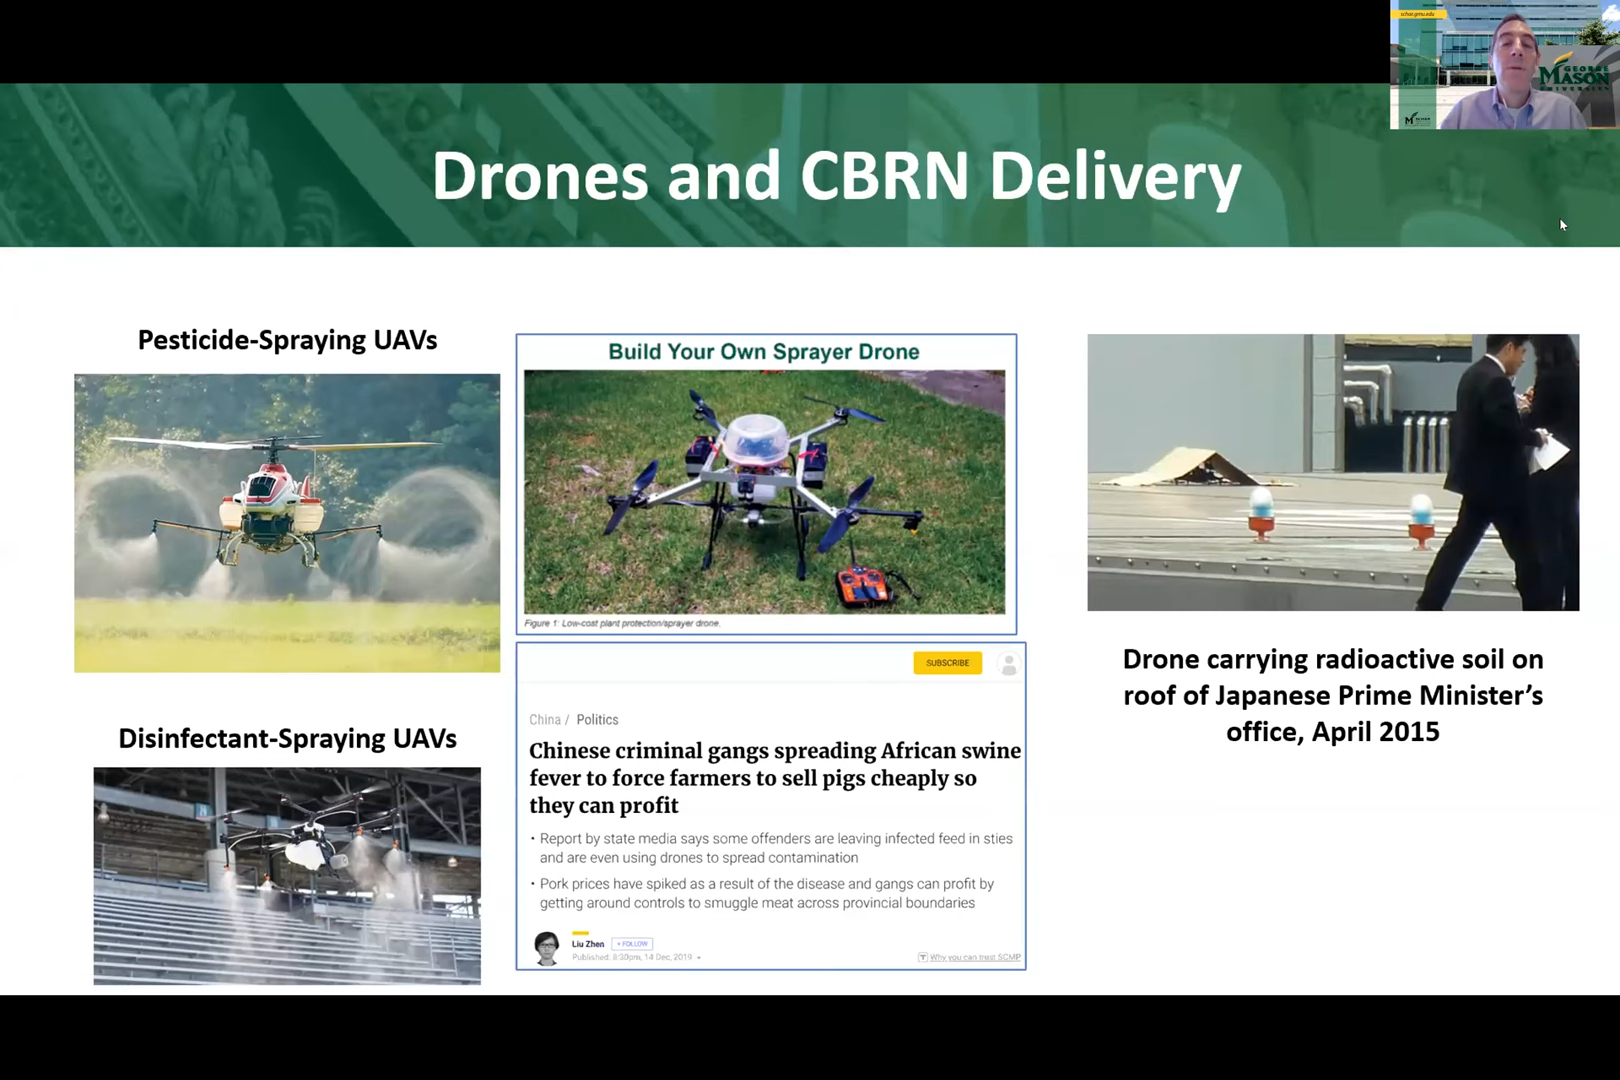 schar.gmu.edu
GEORGE
MASON
UNIVERSITY
Drones and CBRN Delivery
Pesticide-Spraying UAVs
Build Your Own Sprayer Drone
Figure 1: Low-cost plant protection/sprayer drone.
Drone carrying radioactive soil on
roof of Japanese Prime Minister’s
office, April 2015
Disinfectant-Spraying UAVs
SUBSCRIBE
China / Politics
Chinese criminal gangs spreading African swine
fever to force farmers to sell pigs cheaply so
they can profit
• Report by state media says some offenders are leaving infected feed in sties
and are even using drones to spread contamination
• Pork prices have spiked as a result of the disease and gangs can profit by
getting around controls to smuggle meat across provincial boundaries
Liu Zhen + FOLLOW
Published: 8:30pm, 14 Dec, 2019
Why you can trust SCMP